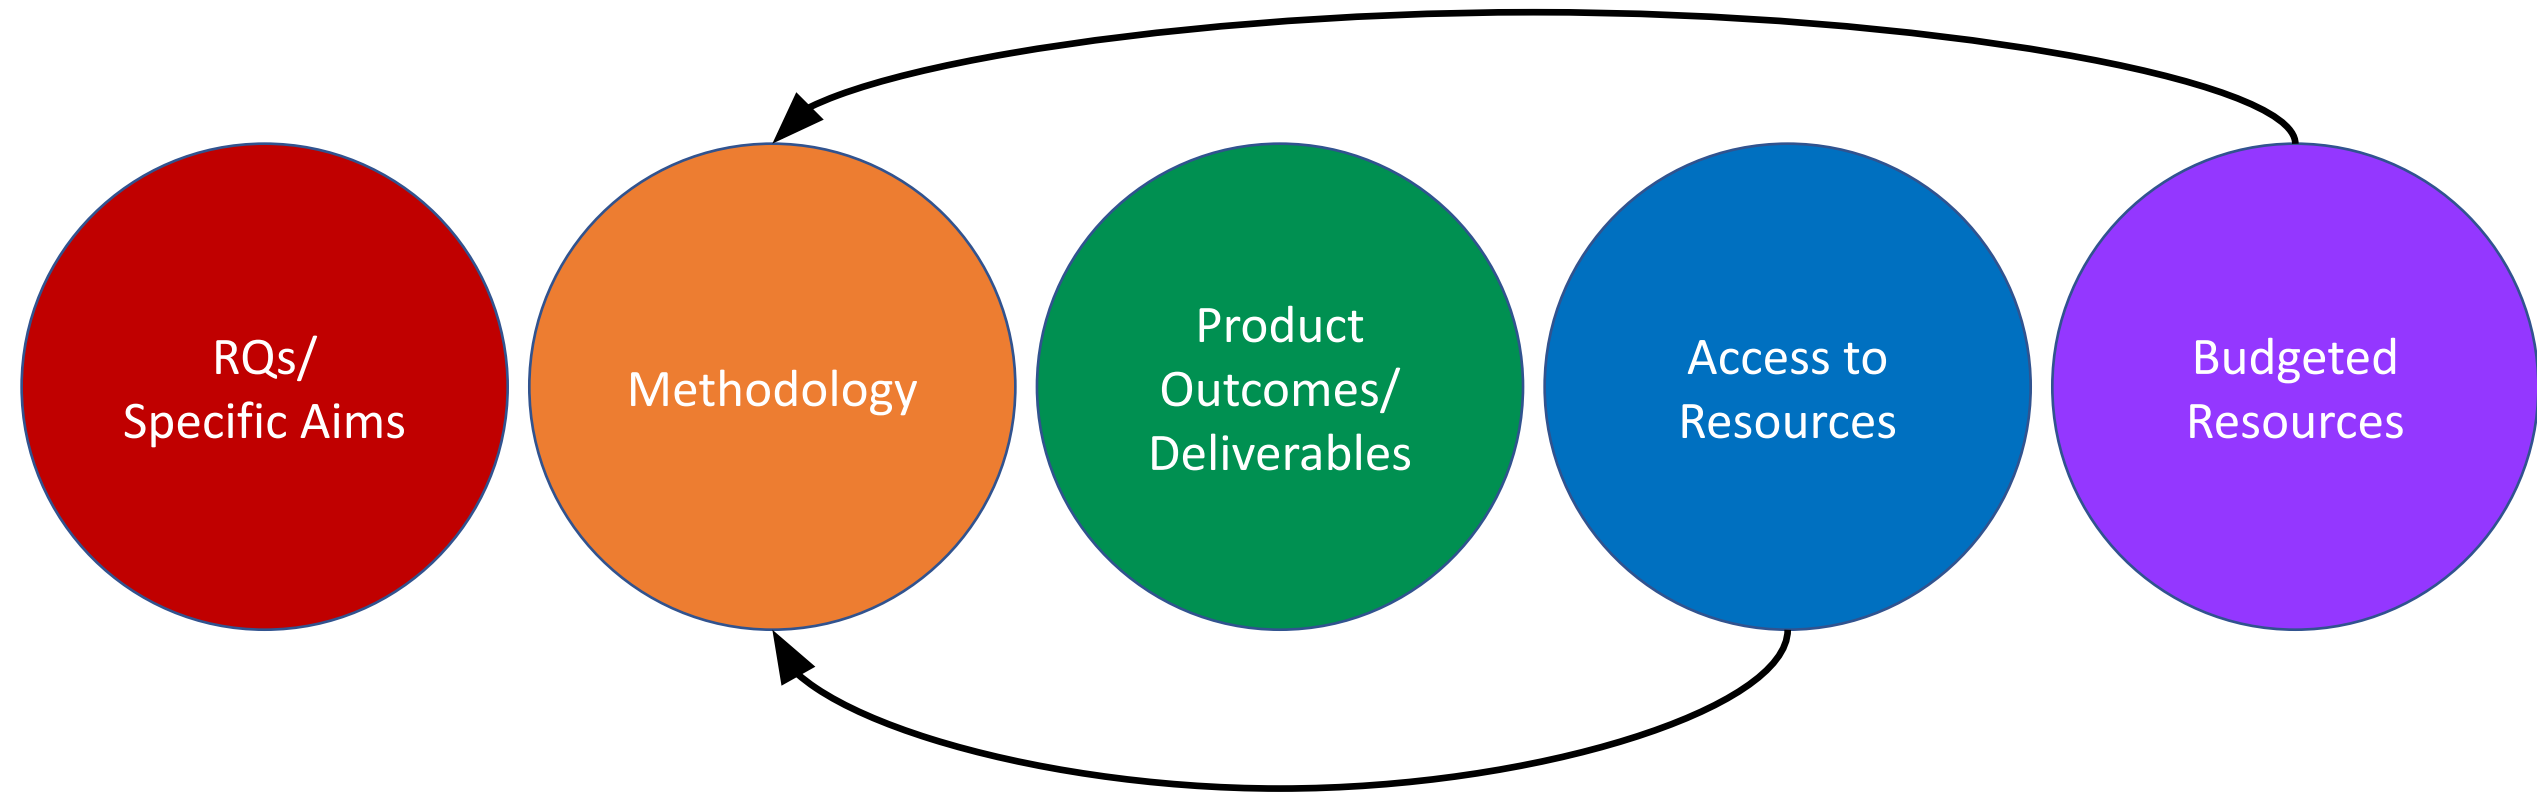 RQs/
Specific Aims
Methodology
Product
Outcomes/
Deliverables
Access to
Resources
Budgeted
Resources